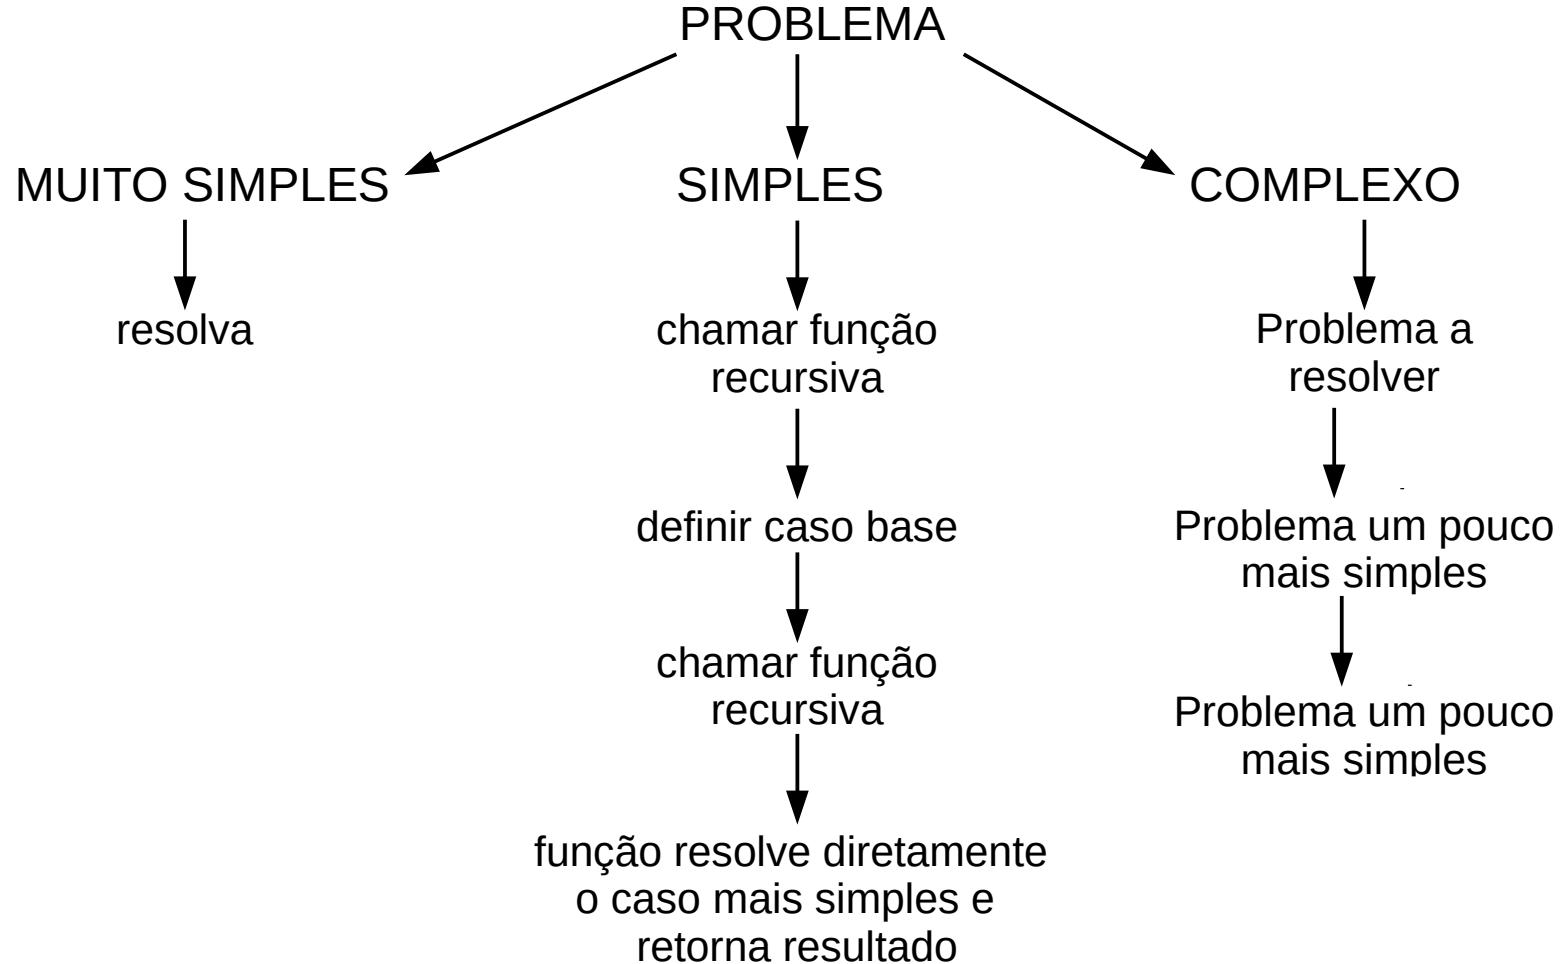 PROBLEMA
MUITO SIMPLES
SIMPLES
COMPLEXO
resolva
chamar função
recursiva
definir caso base
chamar função
recursiva
função resolve diretamente
o caso mais simples e
retorna resultado
Problema a
resolver
Problema um pouco
mais simples
Problema um pouco
mais simples